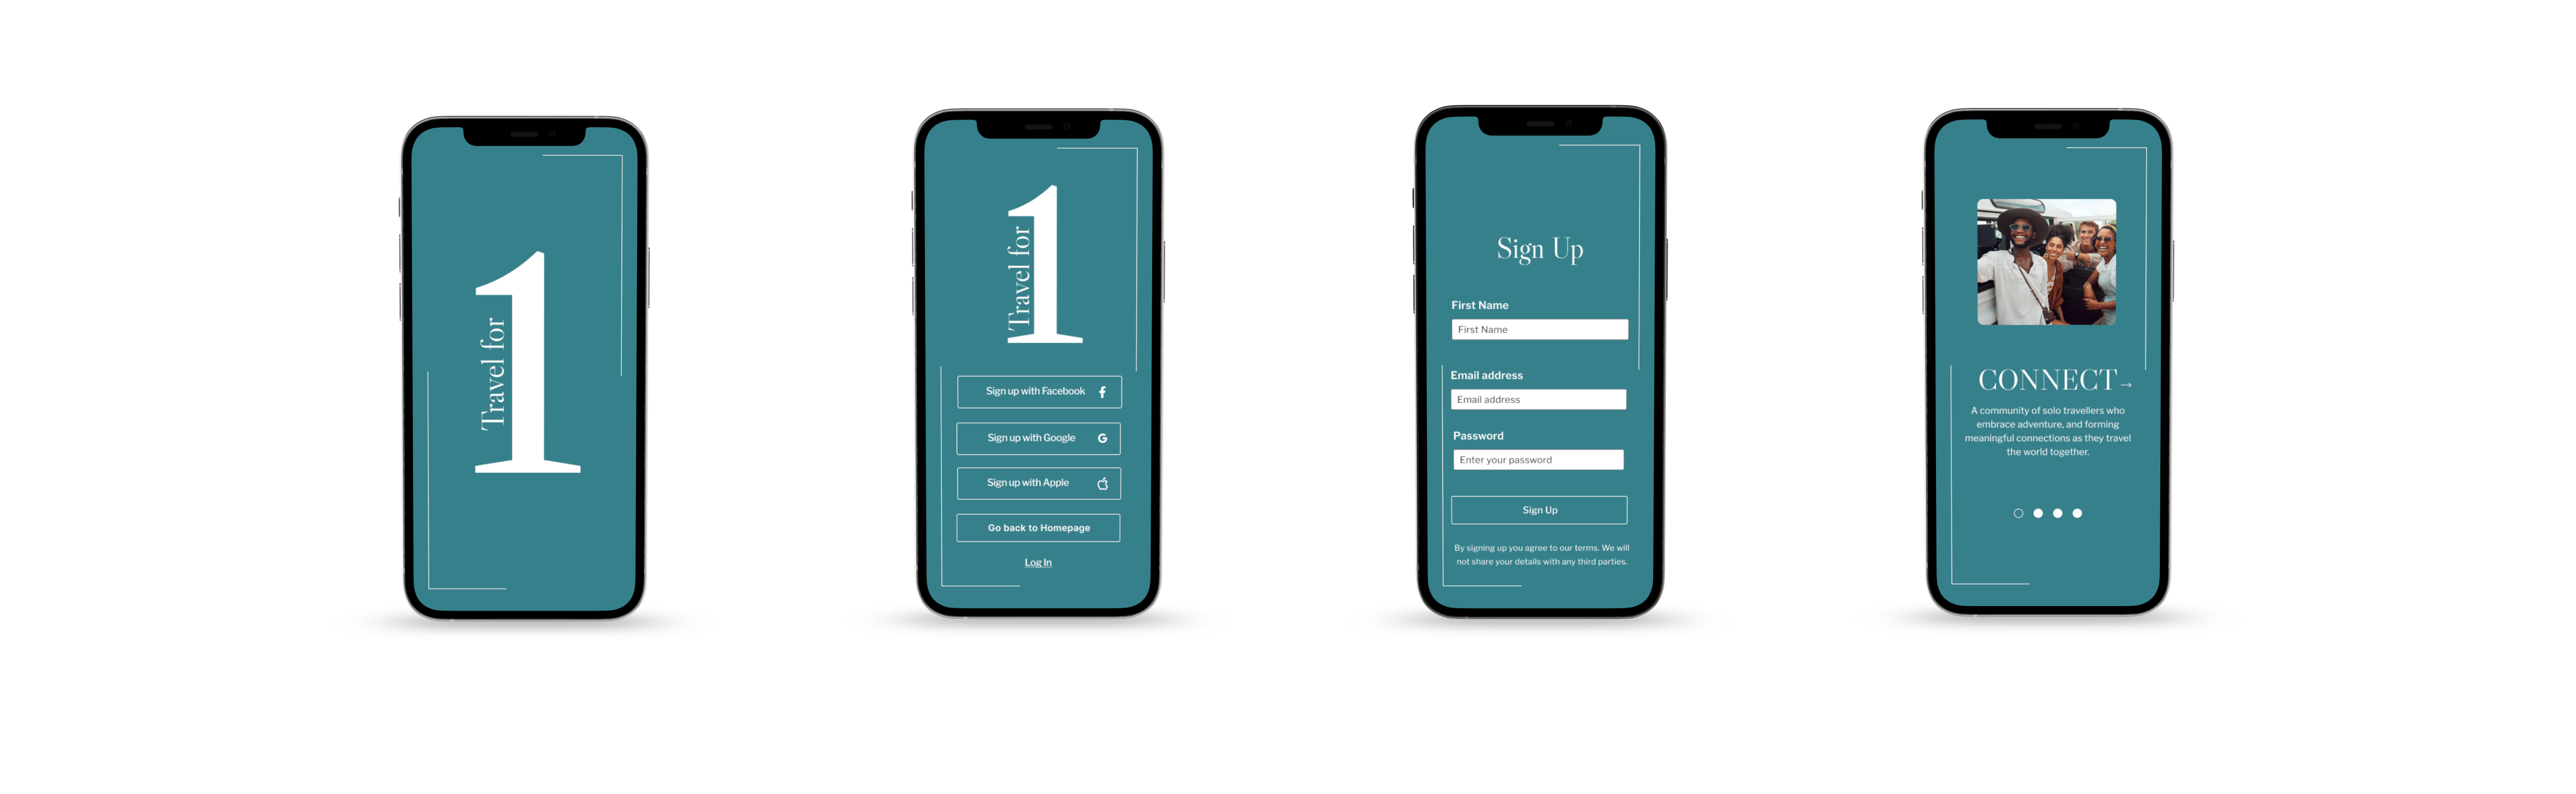 Travel for
1
Travel for
1
Sign up with Facebook
Sign up with Google
Sign up with Apple
Go back to Homepage
Log In
Sign Up
First Name
First Name
Email address
Email address
Password
Enter your password
Sign Up
By signing up you agree to our terms. We will
not share your details with any third parties.
CONNECT→
A community of solo travellers who
embrace adventure, and forming
meaningful connections as they travel
the world together.